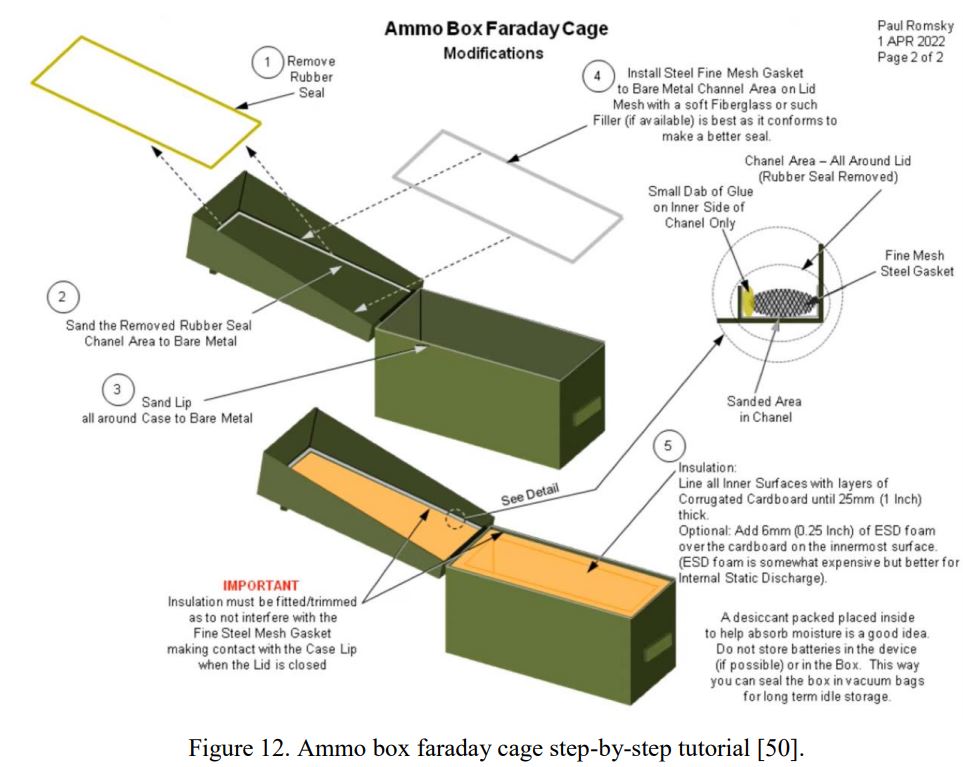 Ammo Box Faraday Cage
Modifications
Paul Romsky
1 APR 2022
Page 2 of 2
1
Remove
Rubber
Seal
4
Install Steel Fine Mesh Gasket
to Bare Metal Channel Area on Lid
Mesh with a soft Fiberglass or such
Filler (if available) is best as it conforms to
make a better seal.
Chanel Area – All Around Lid
(Rubber Seal Removed)
Small Dab of Glue
on Inner Side of
Chanel Only
Fine Mesh
Steel Gasket
2
Sand the Removed Rubber Seal
Chanel Area to Bare Metal
3
Sand Lip
all around Case to Bare Metal
Sanded Area
in Chanel
See Detail
5
Insulation:
Line all Inner Surfaces with layers of
Corrugated Cardboard until 25mm (1 Inch)
thick.
Optional: Add 6mm (0.25 Inch) of ESD foam
over the cardboard on the innermost surface.
(ESD foam is somewhat expensive but better for
Internal Static Discharge).
IMPORTANT
Insulation must be fitted/trimmed
as to not interfere with the
Fine Steel Mesh Gasket
making contact with the Case Lip
when the Lid is closed
A desiccant packed placed inside
to help absorb moisture is a good idea.
Do not store batteries in the device
(if possible) or in the Box. This way
you can seal the box in vacuum bags
for long term idle storage.
Figure 12. Ammo box faraday cage step-by-step tutorial [50].